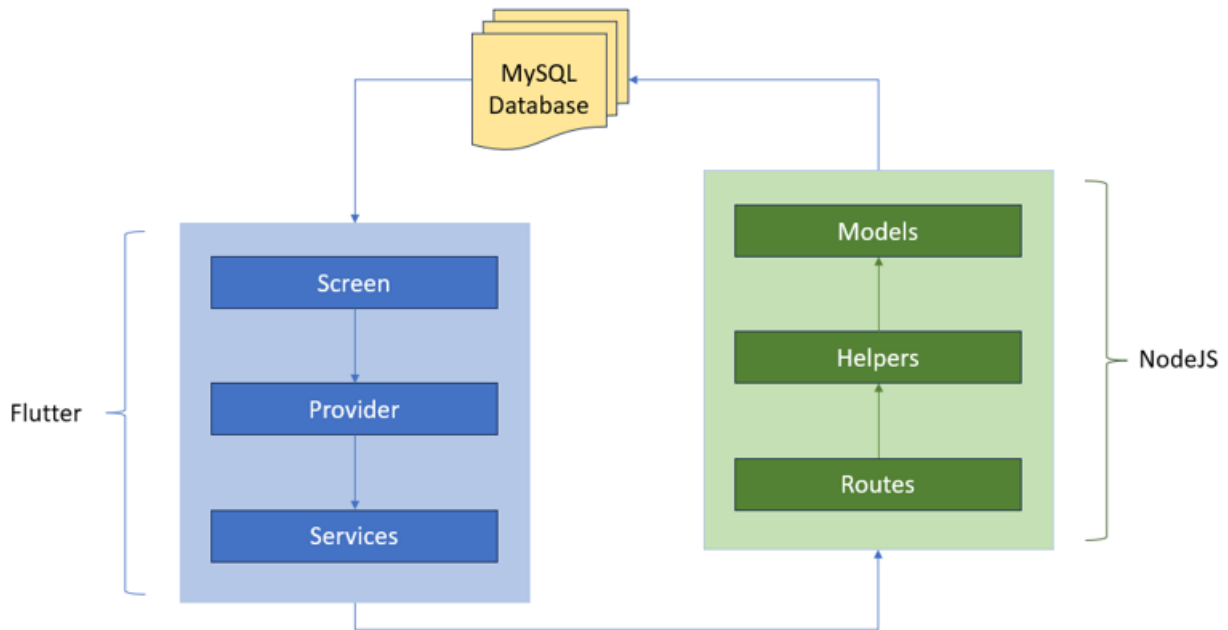 MySQL
Database
Screen
Provider
Services
Flutter
Models
Helpers
Routes
NodeJS